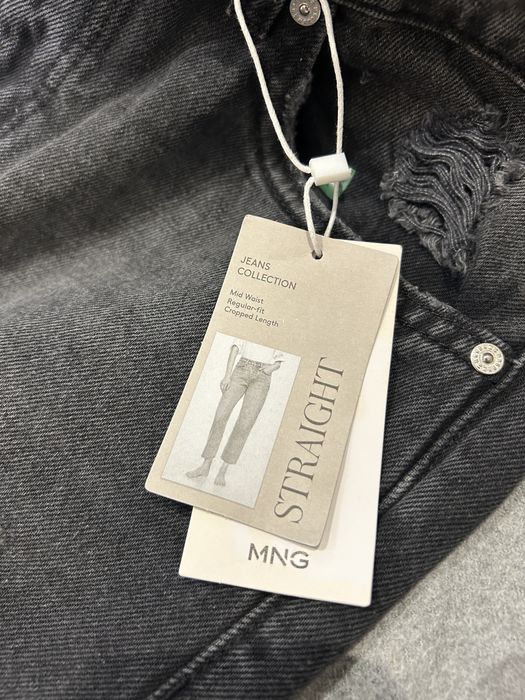 JEANS
COLLECTION
Mid Waist
Regular-fit
Cropped Length
STRAIGHT
MNG